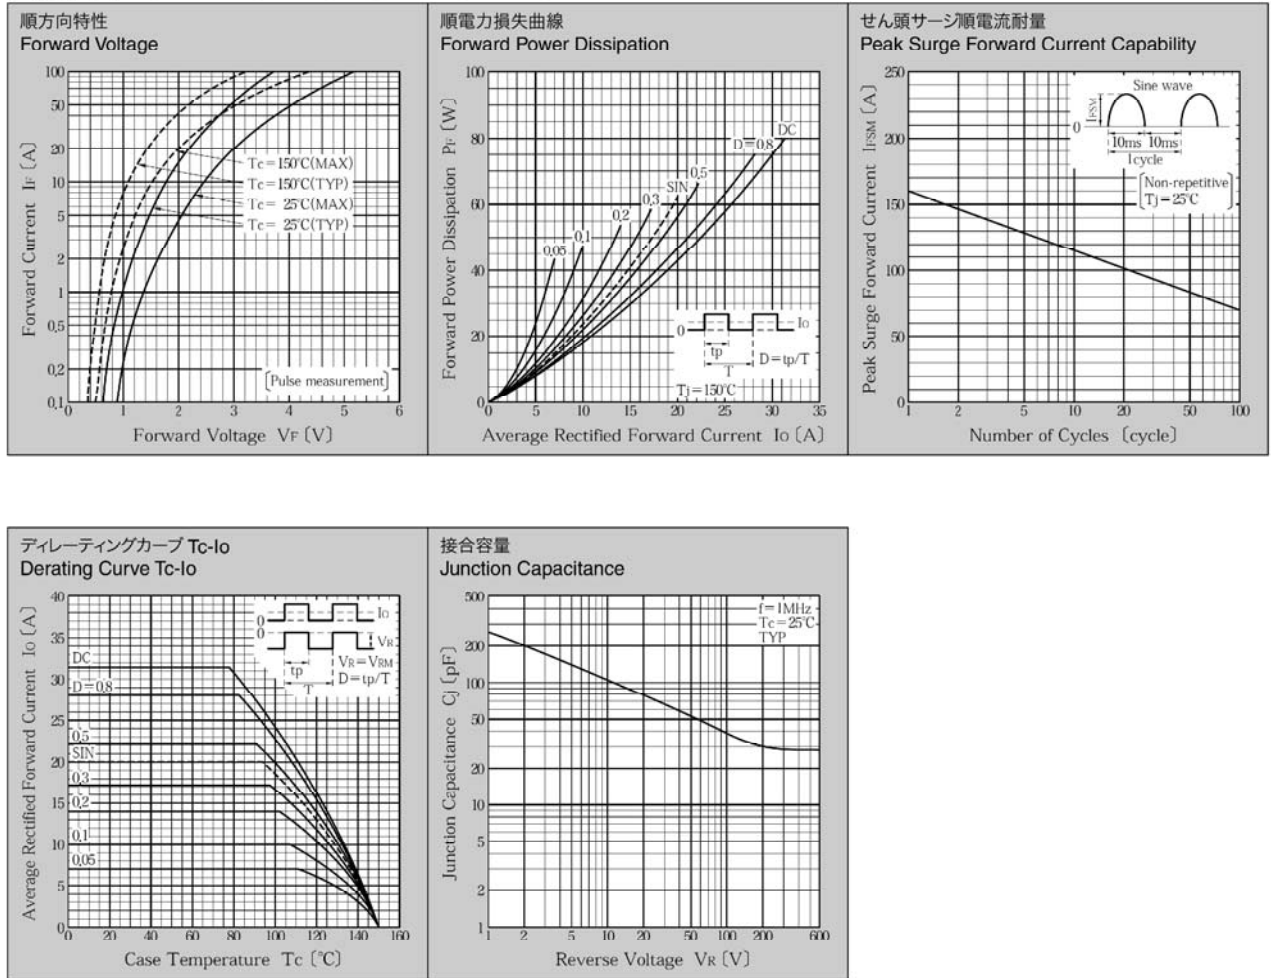 順方向特性
Forward Voltage
Forward Current IF〔A〕
100
50
20
10
5
2
1
0.5
0.2
0.1
Tc=150℃(MAX)
Tc=150℃(TYP)
Tc= 25℃(MAX)
Tc= 25℃(TYP)
〔Pulse measurement〕
0 1 2 3 4 5 6
Forward Voltage VF〔V〕
順電力損失曲線
Forward Power Dissipation
Forward Power Dissipation PF〔W〕
100
80
60
40
20
0
DC
D=0.8
0.5
SIN
0.3
0.2
0.1
0.05
0
Io
tp
T
D=tp/T
Tj=150℃
0 5 10 15 20 25 30 35
Average Rectified Forward Current Io〔A〕
せん頭サージ順電流耐量
Peak Surge Forward Current Capability
Peak Surge Forward Current IFSM〔A〕
250
200
150
100
50
0
Sine wave
IFSM
0
10ms 10ms
1cycle
〔Non-repetitive
Tj=25℃〕
1 2 5 10 20 50 100
Number of Cycles〔cycle〕
ディレーティングカーブ Tc-Io
Derating Curve Tc-Io
Average Rectified Forward Current Io〔A〕
40
35
30
25
20
15
10
5
0
DC
D=0.8
0.5
SIN
0.3
0.2
0.1
0.05
0
Io
0
VR
tp
T
VR=VRM
D=tp/T
0 20 40 60 80 100 120 140 160
Case Temperature Tc〔℃〕
接合容量
Junction Capacitance
Junction Capacitance Cj〔pF〕
500
200
100
50
20
10
5
2
1
f=1MHz
Tc=25℃
TYP
1 2 5 10 20 50 100 200 600
Reverse Voltage VR〔V〕